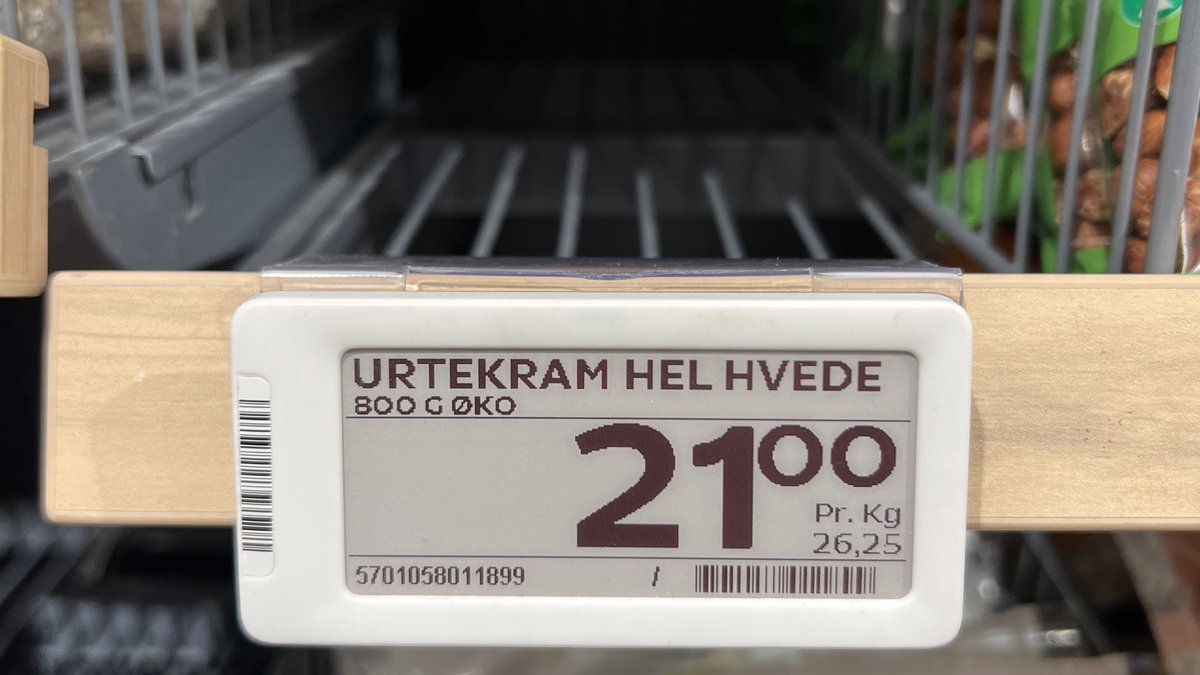 URTEKRAM HEL HVEDE
800 G ØKO
2100
Pr. Kg
26,25
5701058011899 /